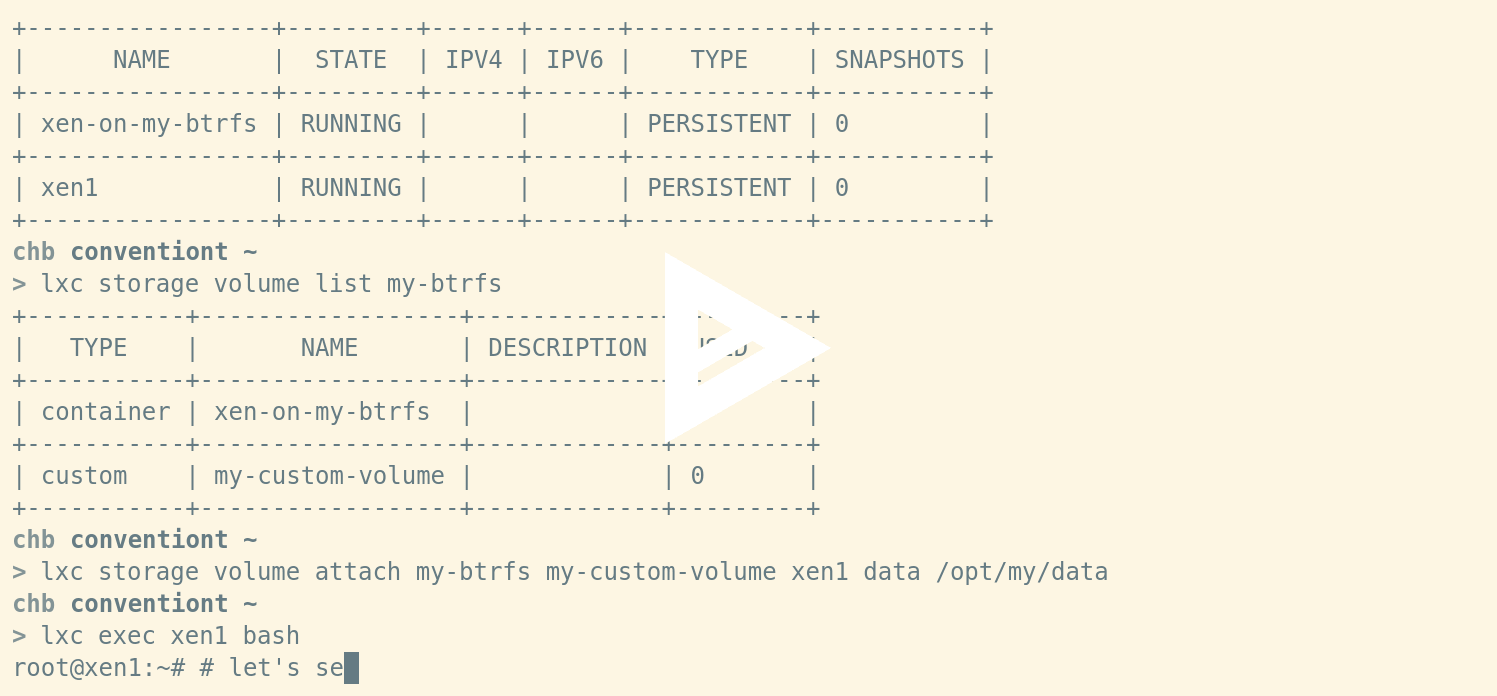 +-----------------+---------+------+------+------------+-----------+
|      NAME       |  STATE  | IPV4 | IPV6 |    TYPE    | SNAPSHOTS |
+-----------------+---------+------+------+------------+-----------+
| xen-on-my-btrfs | RUNNING |      |      | PERSISTENT | 0         |
+-----------------+---------+------+------+------------+-----------+
| xen1            | RUNNING |      |      | PERSISTENT | 0         |
+-----------------+---------+------+------+------------+-----------+
chb conventiont ~
> lxc storage volume list my-btrfs
+-----------+------------------+-------------+---------+
|   TYPE    |       NAME       | DESCRIPTION | USED    |
+-----------+------------------+-------------+---------+
| container | xen-on-my-btrfs  |                       |
+-----------+------------------+-------------+---------+
| custom    | my-custom-volume |             | 0       |
+-----------+------------------+-------------+---------+
chb conventiont ~
> lxc storage volume attach my-btrfs my-custom-volume xen1 data /opt/my/data
chb conventiont ~
> lxc exec xen1 bash
root@xen1:~# # let's se